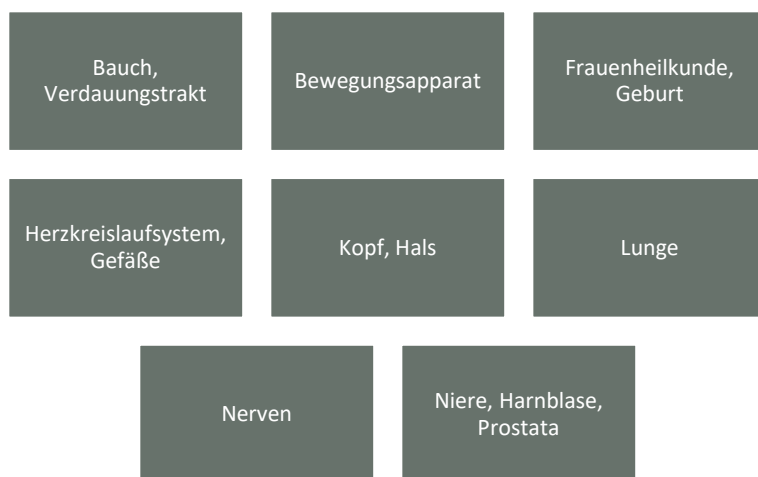 Bauch,
Verdauungstrakt
Bewegungsapparat
Frauenheilkunde,
Geburt
Herzkreislaufsystem,
Gefäße
Kopf, Hals
Lunge
Nerven
Niere, Harnblase,
Prostata